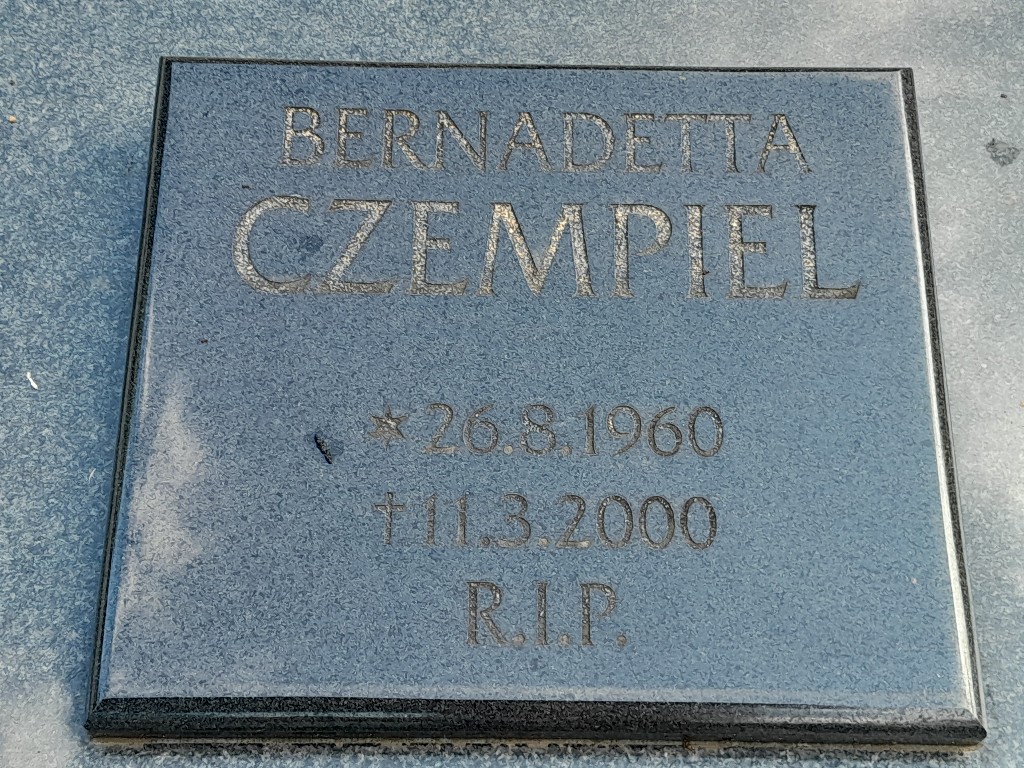 BERNADETTA
CZEMPIEL
* 26.8.1960
† 11.3.2000
R.I.P.